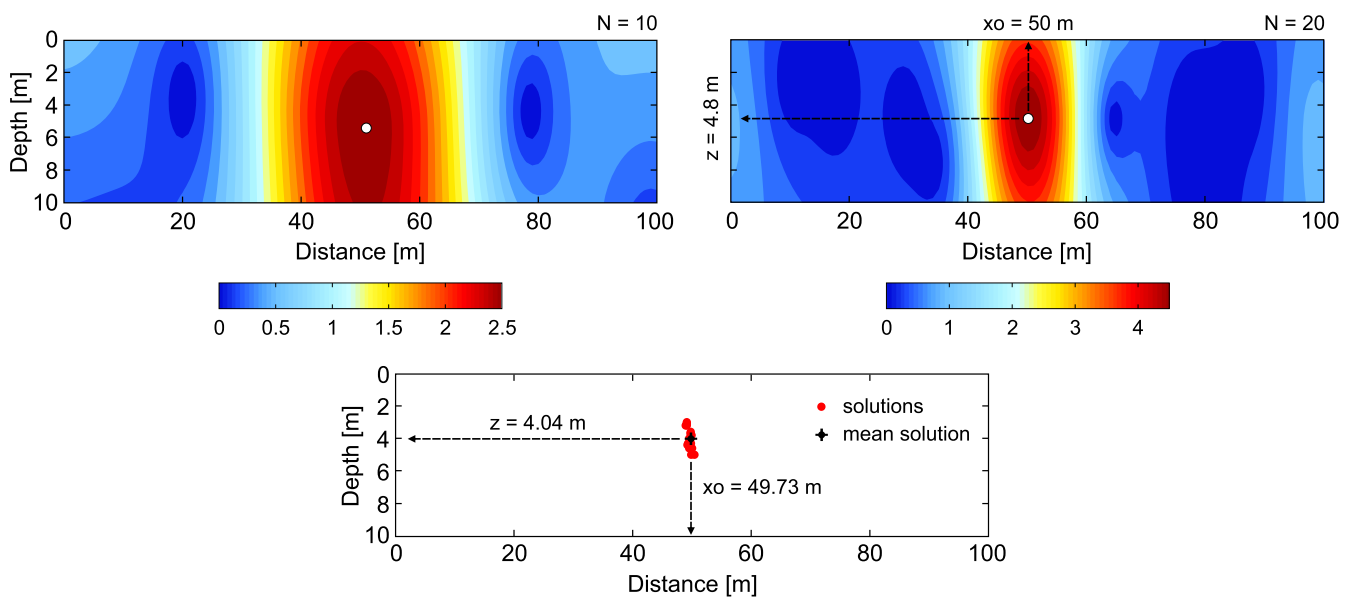 N = 10
0
2
4
6
8
10
Depth [m]
0 20 40 60 80 100
Distance [m]
0 0.5 1 1.5 2 2.5
xo = 50 m
N = 20
z = 4.8 m
0 20 40 60 80 100
Distance [m]
0 1 2 3 4
0
2
4
6
8
10
Depth [m]
z = 4.04 m
xo = 49.73 m
solutions
mean solution
0 20 40 60 80 100
Distance [m]